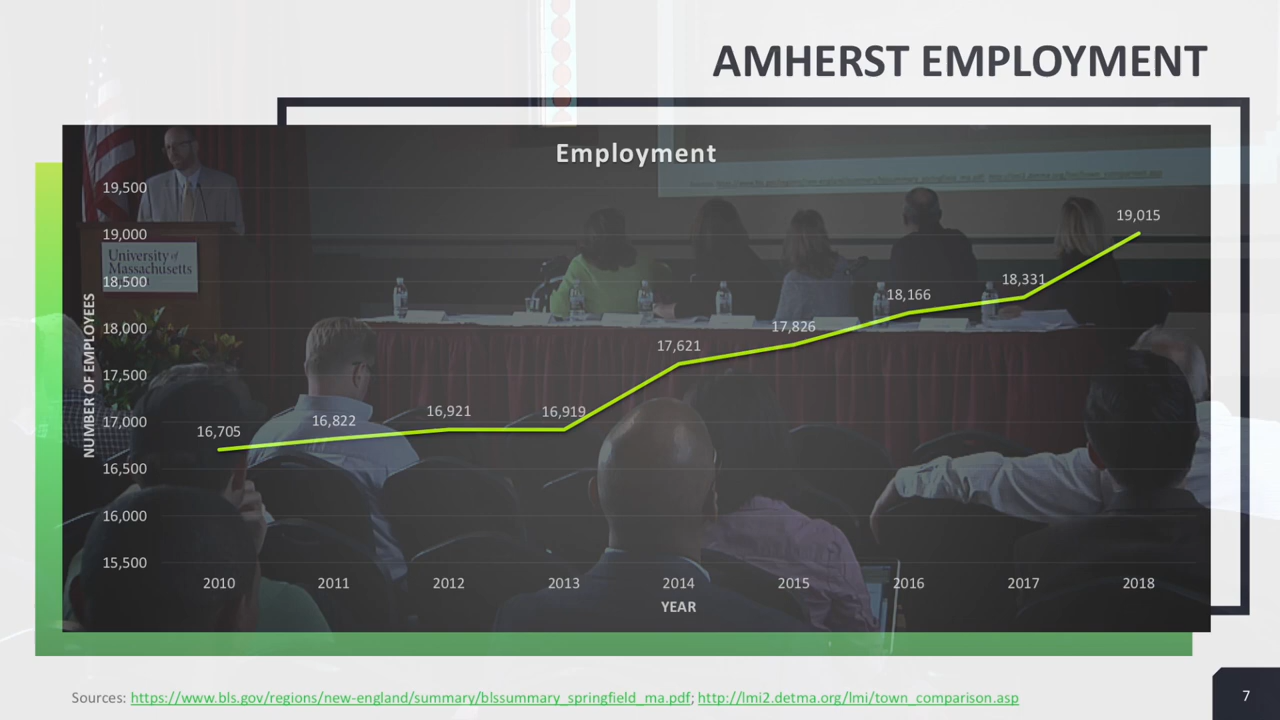 AMHERST EMPLOYMENT
Employment
19,500
19,000
18,500
18,000
17,500
17,000
16,500
16,000
15,500
NUMBER OF EMPLOYEES
16,705
16,822
16,921
16,919
17,621
17,826
18,166
18,331
19,015
2010 2011 2012 2013 2014 2015 2016 2017 2018
YEAR
University of
Massachusetts
Sources: https://www.bls.gov/regions/new-england/summary/blssummary_springfield_ma.pdf; http://lmi2.detma.org/lmi/town_comparison.asp
7